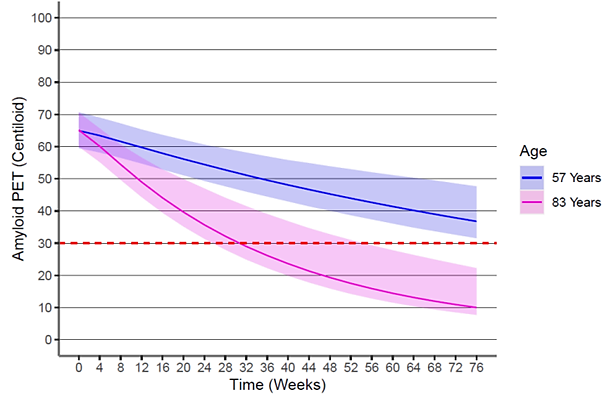 100
90
80
70
60
50
40
30
20
10
0
Amyloid PET (Centiloid)
0 4 8 12 16 20 24 28 32 36 40 44 48 52 56 60 64 68 72 76
Time (Weeks)
Age
57 Years
83 Years